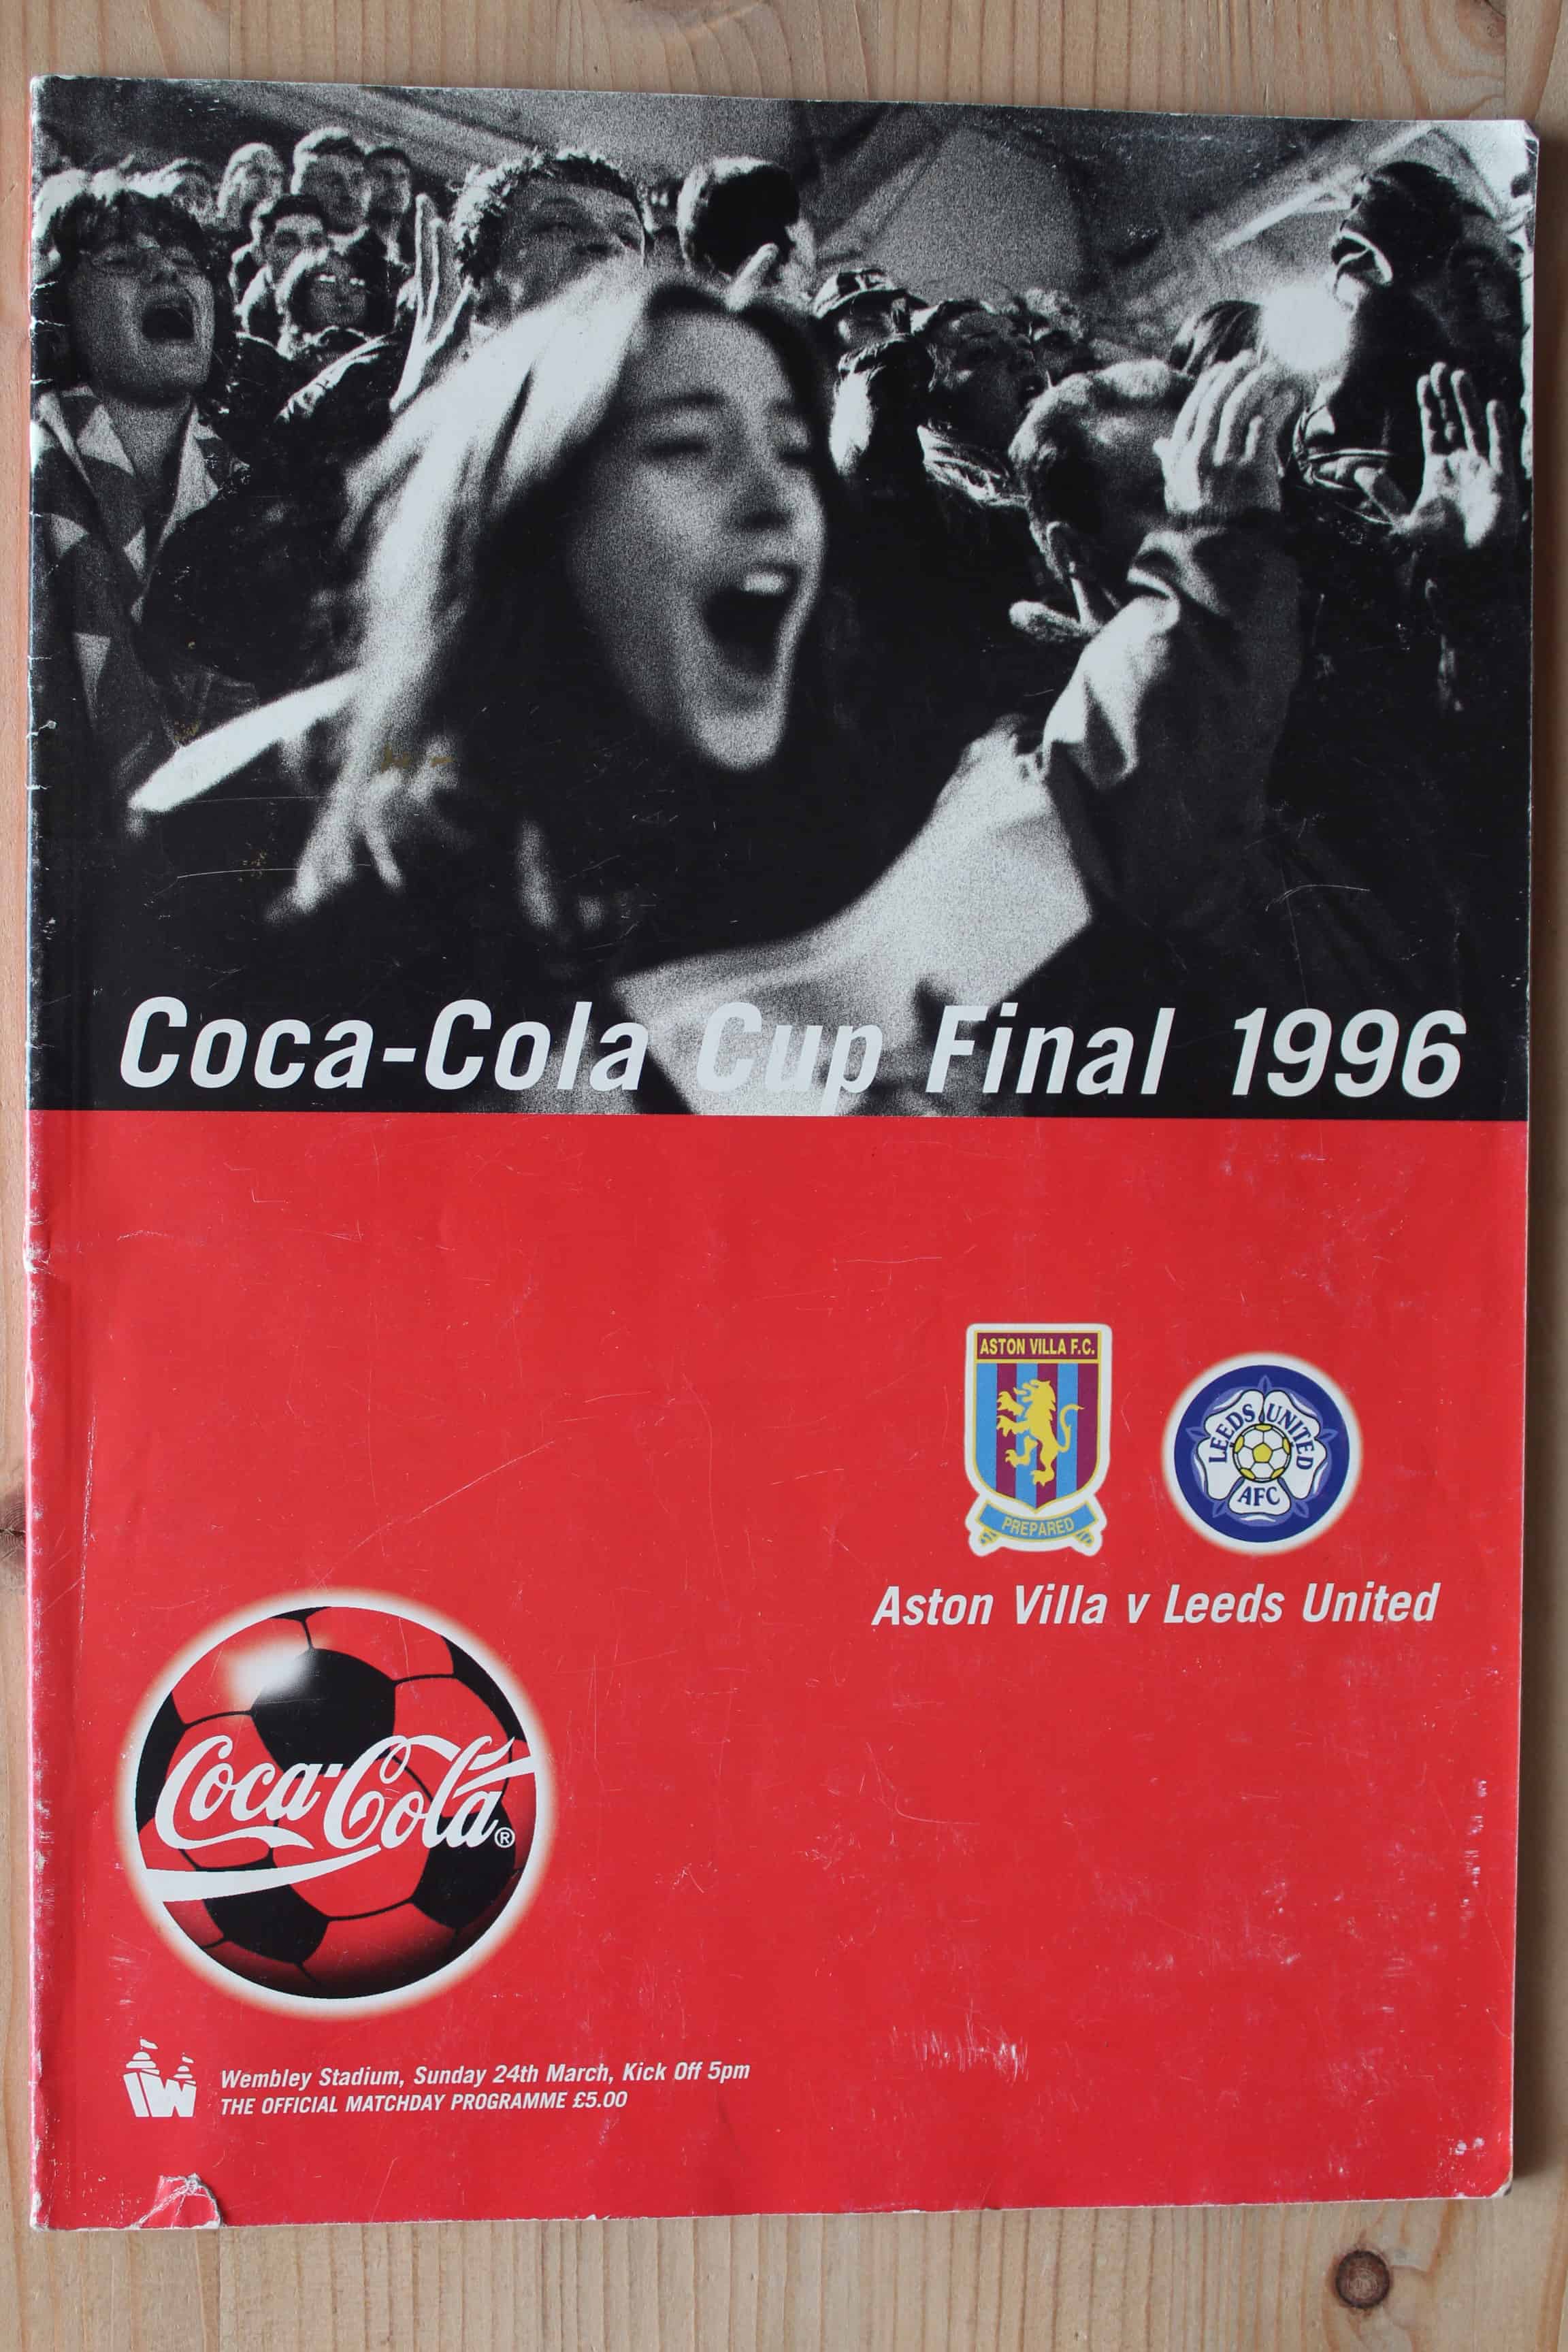 Coca-Cola Cup Final 1996
ASTON VILLA F.C.
PREPARED
LEEDS UNITED
AFC
Aston Villa v Leeds United
Coca-Cola®
IW
Wembley Stadium, Sunday 24th March, Kick Off 5pm
THE OFFICIAL MATCHDAY PROGRAMME £5.00